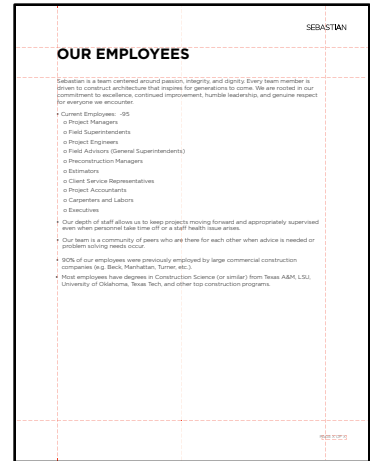 SEBASTIAN
OUR EMPLOYEES
Sebastian is a team centered around passion, integrity, and dignity. Every team member is
driven to construct architecture that inspires for generations to come. We are rooted in our
commitment to excellence, continued improvement, humble leadership, and genuine respect
for everyone we encounter.
• Current Employees: -95
o Project Managers
o Field Superintendents
o Project Engineers
o Field Advisors (General Superintendents)
o Preconstruction Managers
o Estimators
o Client Service Representatives
o Project Accountants
o Carpenters and Labors
o Executives
• Our depth of staff allows us to keep projects moving forward and appropriately supervised
even when personnel take time off or a staff health issue arises.
• Our team is a community of peers who are there for each other when advice is needed or
problem solving needs occur.
• 90% of our employees were previously employed by large commercial construction
companies (e.g. Beck, Manhattan, Turner, etc.).
• Most employees have degrees in Construction Science (or similar) from Texas A&M, LSU,
University of Oklahoma, Texas Tech, and other top construction programs.